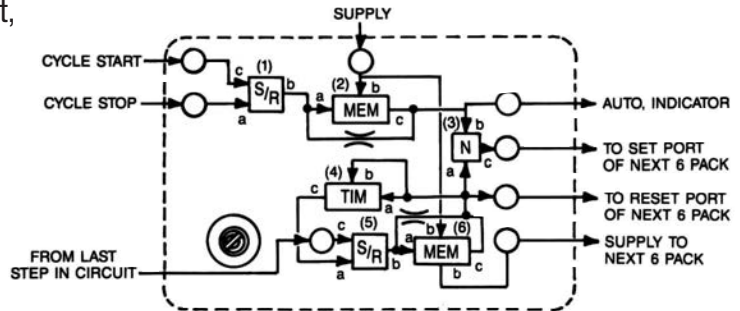 t,
SUPPLY
CYCLE START
c (1)
S/R b
CYCLE STOP
a
(2) b
a MEM c
AUTO, INDICATOR
(3) b
N
a c
TO SET PORT
OF NEXT 6 PACK
(4) b
c TIM a
TO RESET PORT
OF NEXT 6 PACK
(5)
c
S/R b
a
b (6)
a MEM
b c
SUPPLY TO
NEXT 6 PACK
FROM LAST
STEP IN CIRCUIT